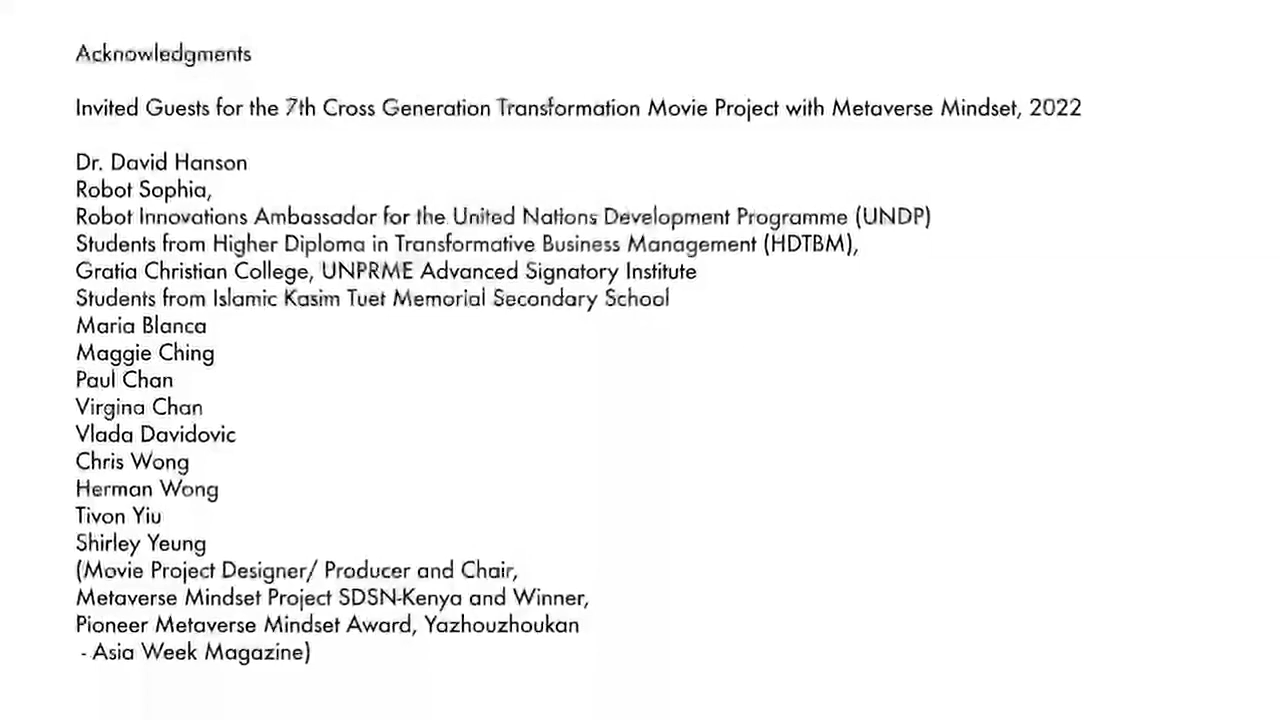 Acknowledgments
Invited Guests for the 7th Cross Generation Transformation Movie Project with Metaverse Mindset, 2022
Dr. David Hanson
Robot Sophia,
Robot Innovations Ambassador for the United Nations Development Programme (UNDP)
Students from Higher Diploma in Transformative Business Management (HDTBM),
Gratia Christian College, UNPRME Advanced Signatory Institute
Students from Islamic Kasim Tuet Memorial Secondary School
Maria Blanca
Maggie Ching
Paul Chan
Virgina Chan
Vlada Davidovic
Chris Wong
Herman Wong
Tivon Yiu
Shirley Yeung
(Movie Project Designer/ Producer and Chair,
Metaverse Mindset Project SDSN-Kenya and Winner,
Pioneer Metaverse Mindset Award, Yazhouzhoukan
- Asia Week Magazine)